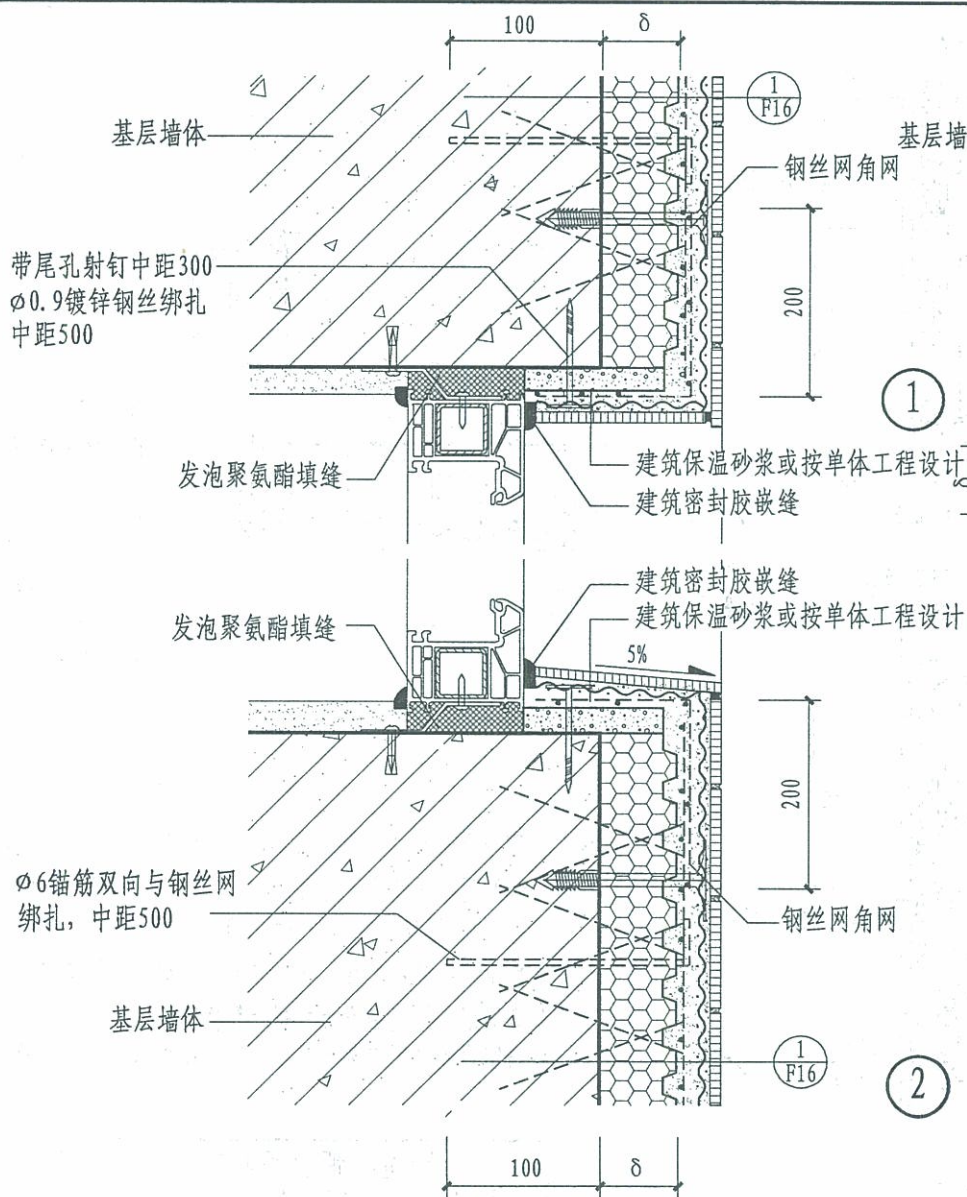 100
δ
1
F16
基层墙体
基层墙
钢丝网角网
带尾孔射钉中距300
Ø0.9镀锌钢丝绑扎
中距500
200
1
发泡聚氨酯填缝
建筑保温砂浆或按单体工程设计
建筑密封胶嵌缝
建筑密封胶嵌缝
发泡聚氨酯填缝
建筑保温砂浆或按单体工程设计
5%
200
Ø6锚筋双向与钢丝网
绑扎，中距500
钢丝网角网
基层墙体
1
F16
2
100
δ